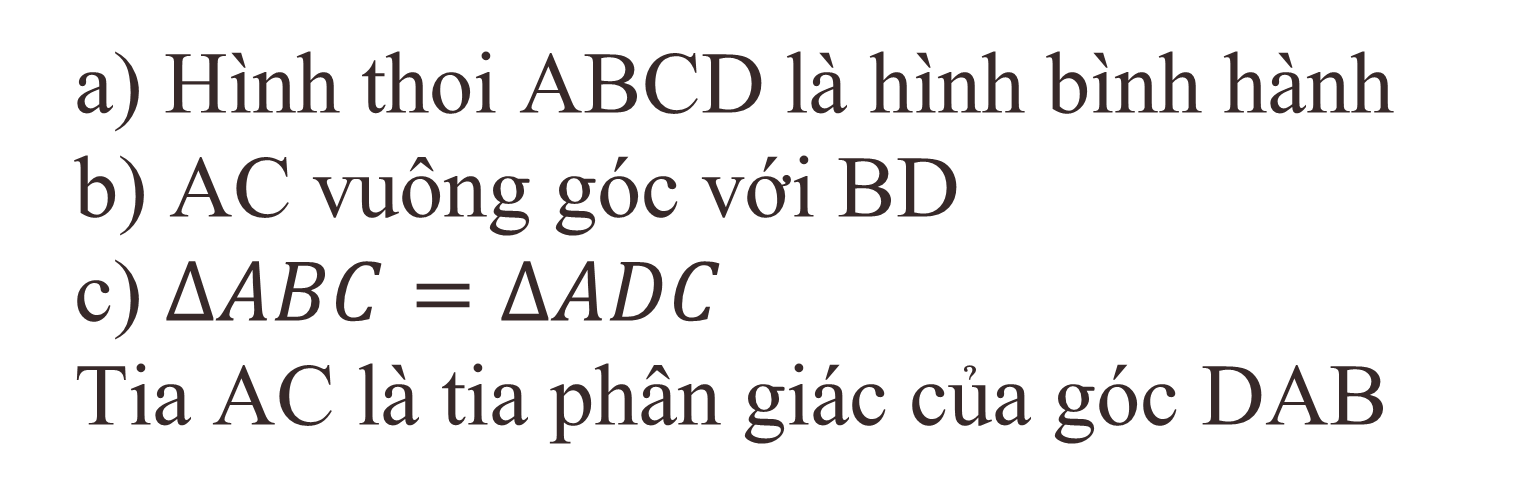 a) Hình thoi ABCD là hình bình hành
b) AC vuông góc với BD
c) ΔABC = ΔADC
Tia AC là tia phân giác của góc DAB